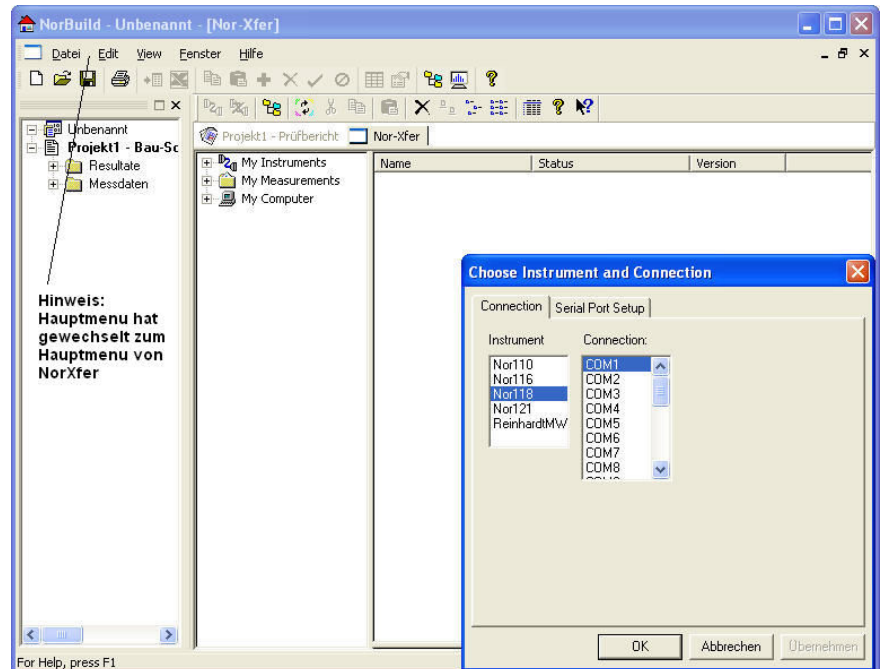 NorBuild - Unbenannt - [Nor-Xfer]
Datei Edit View Fenster Hilfe
Projekt1 - Prüfbericht Nor-Xfer
Unbenannt
Projekt1 - Bau-Sc
Resultate
Messdaten
My Instruments
My Measurements
My Computer
Name Status Version
Hinweis:
Hauptmenu hat
gewechselt zum
Hauptmenu von
NorXfer
Choose Instrument and Connection
Connection Serial Port Setup
Instrument Connection:
Nor110
Nor116
Nor118
Nor121
ReinhardtMW
COM1
COM2
COM3
COM4
COM5
COM6
COM7
COM8
OK Abbrechen Übernehmen
For Help, press F1